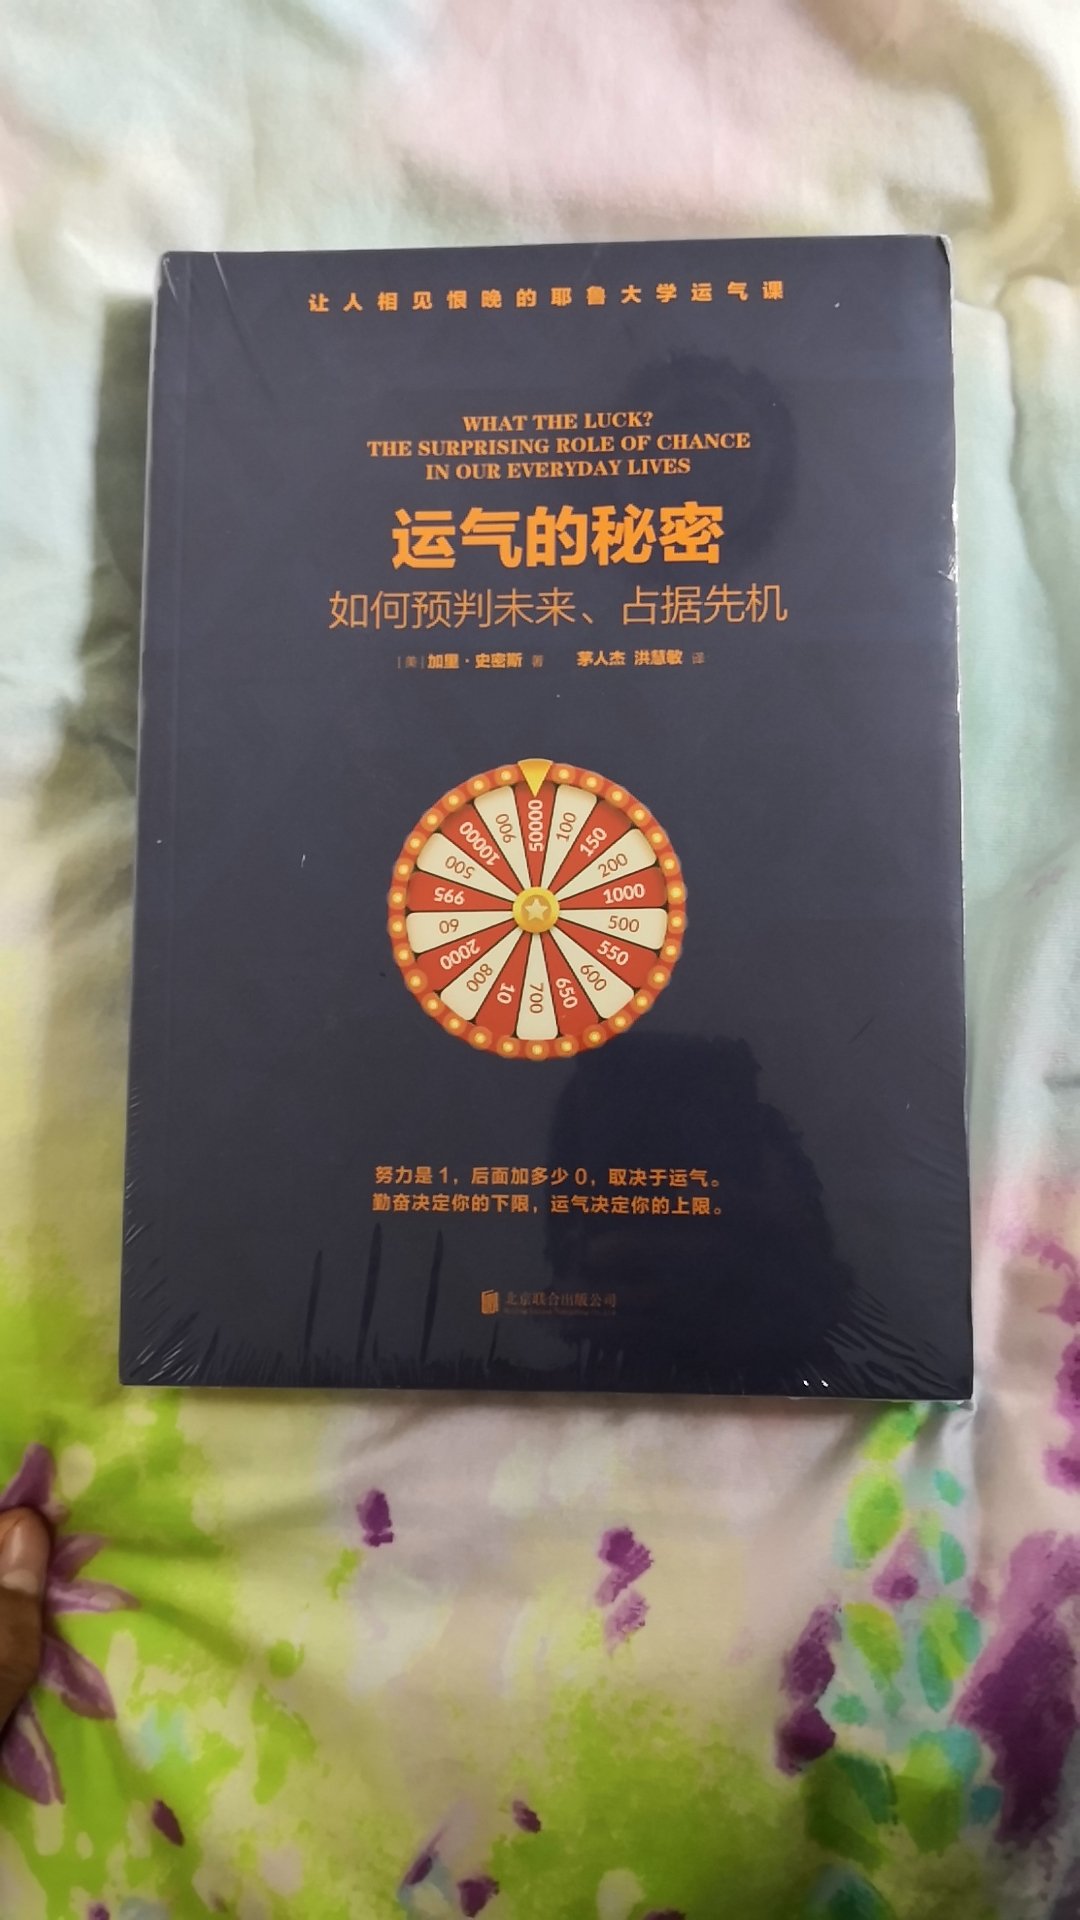 让人相见恨晚的耶鲁大学运气课
WHAT THE LUCK?
THE SURPRISING ROLE OF CHANCE
IN OUR EVERYDAY LIVES
运气的秘密
如何预判未来、占据先机
[美]加里·史密斯 著 茅人杰 洪慧敏 译
50000
100
150
200
1000
500
550
600
650
700
10
800
2000
60
995
500
10000
900
努力是1，后面加多少0，取决于运气。
勤奋决定你的下限，运气决定你的上限。
北京联合出版公司